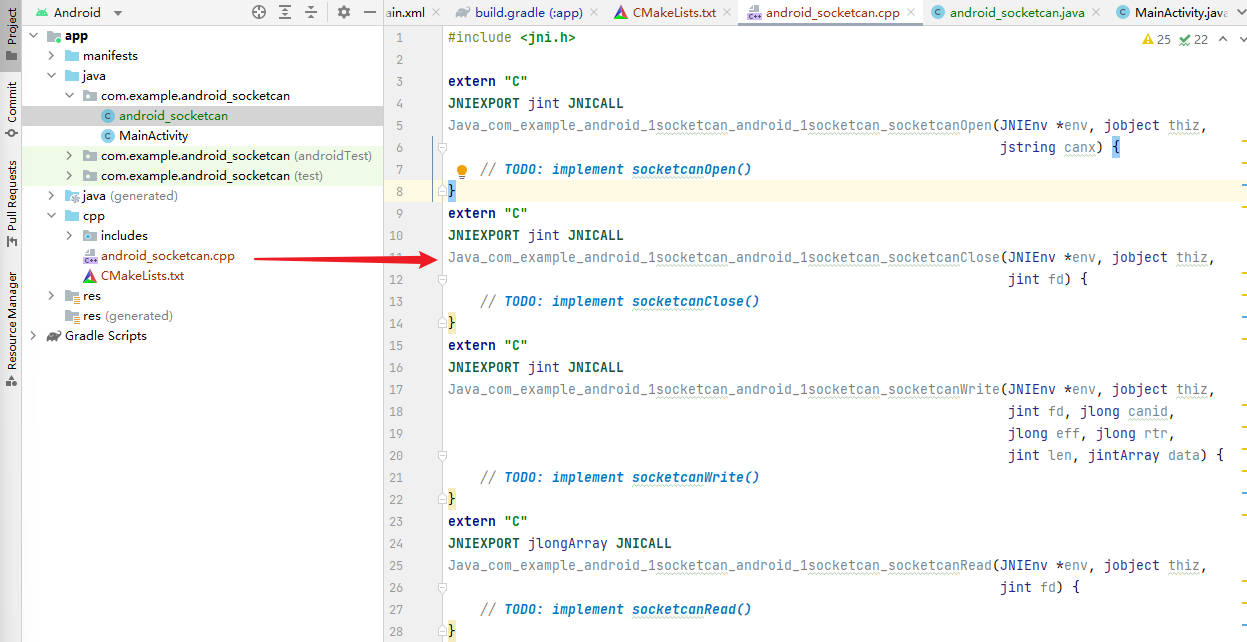 Project
Commit
Pull Requests
Resource Manager
Android
app
manifests
java
com.example.android_socketcan
android_socketcan
MainActivity
com.example.android_socketcan (androidTest)
com.example.android_socketcan (test)
java (generated)
cpp
includes
android_socketcan.cpp
CMakeLists.txt
res
res (generated)
Gradle Scripts
ain.xml
build.gradle (:app)
CMakeLists.txt
android_socketcan.cpp
android_socketcan.java
MainActivity.java
25
22
1 #include <jni.h>
2
3 extern "C"
4 JNIEXPORT jint JNICALL
5 Java_com_example_android_1socketcan_android_1socketcan_socketcanOpen(JNIEnv *env, jobject thiz,
6 jstring canx) {
7 // TODO: implement socketcanOpen()
8 }
9 extern "C"
10 JNIEXPORT jint JNICALL
11 Java_com_example_android_1socketcan_android_1socketcan_socketcanClose(JNIEnv *env, jobject thiz,
12 jint fd) {
13 // TODO: implement socketcanClose()
14 }
15 extern "C"
16 JNIEXPORT jint JNICALL
17 Java_com_example_android_1socketcan_android_1socketcan_socketcanWrite(JNIEnv *env, jobject thiz,
18 jint fd, jlong canid,
19 jlong eff, jlong rtr,
20 jint len, jintArray data) {
21 // TODO: implement socketcanWrite()
22 }
23 extern "C"
24 JNIEXPORT jlongArray JNICALL
25 Java_com_example_android_1socketcan_android_1socketcan_socketcanRead(JNIEnv *env, jobject thiz,
26 jint fd) {
27 // TODO: implement socketcanRead()
28 }